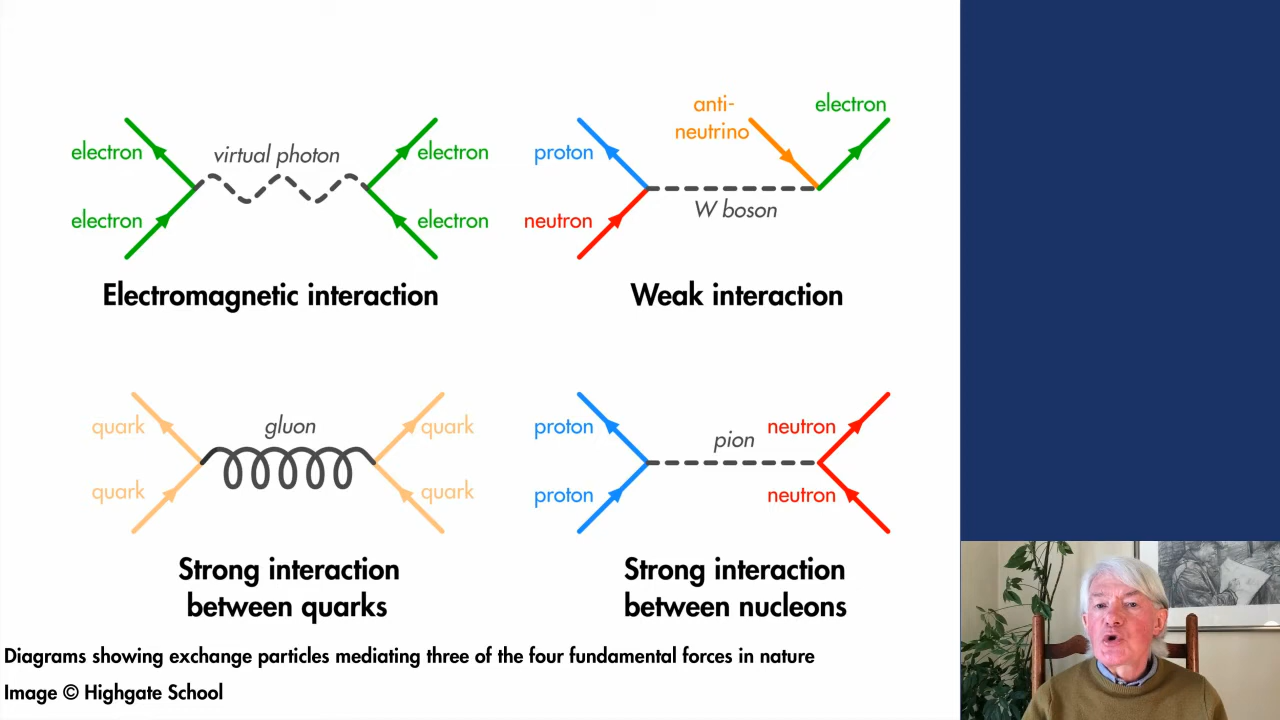 electron
virtual photon
electron
electron
electron
Electromagnetic interaction
anti-
neutrino
electron
proton
neutron
W boson
Weak interaction
quark
gluon
quark
quark
quark
Strong interaction
between quarks
proton
pion
neutron
proton
neutron
Strong interaction
between nucleons
Diagrams showing exchange particles mediating three of the four fundamental forces in nature
Image © Highgate School